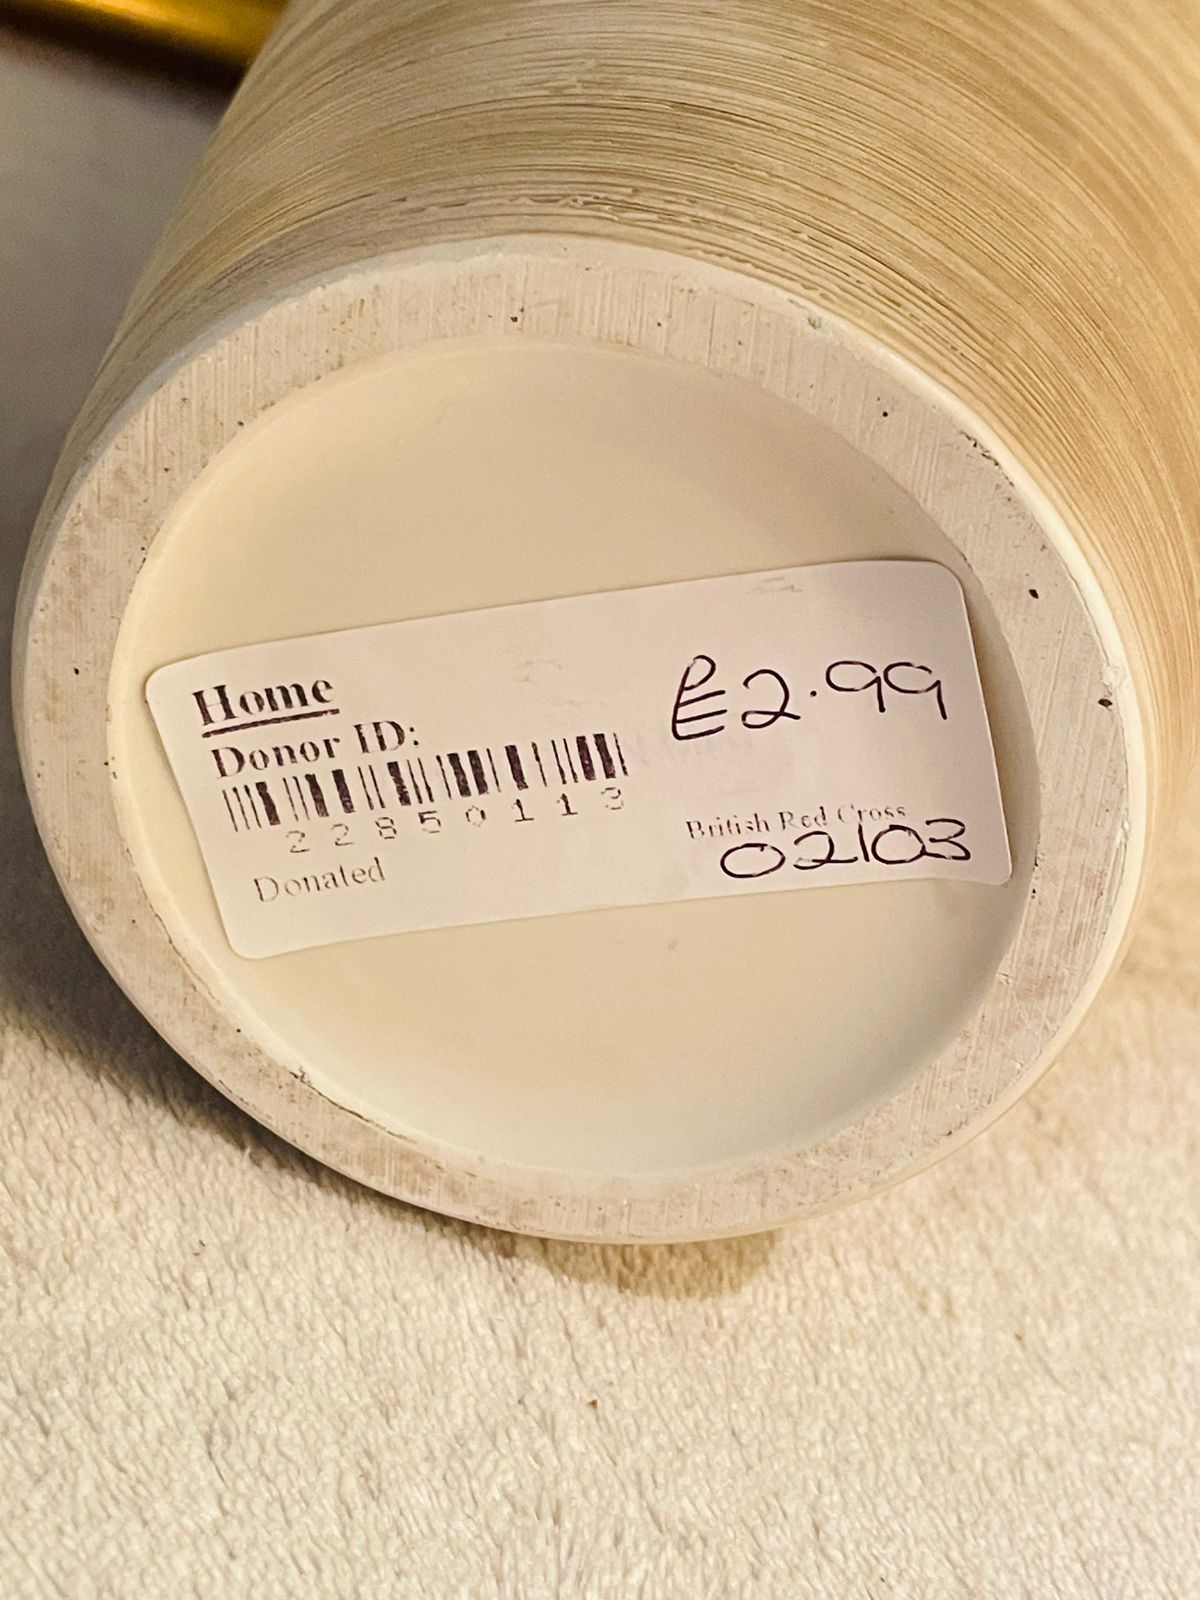 Home
£2.99
Donor ID:
22850113
British Red Cross
Donated
02103